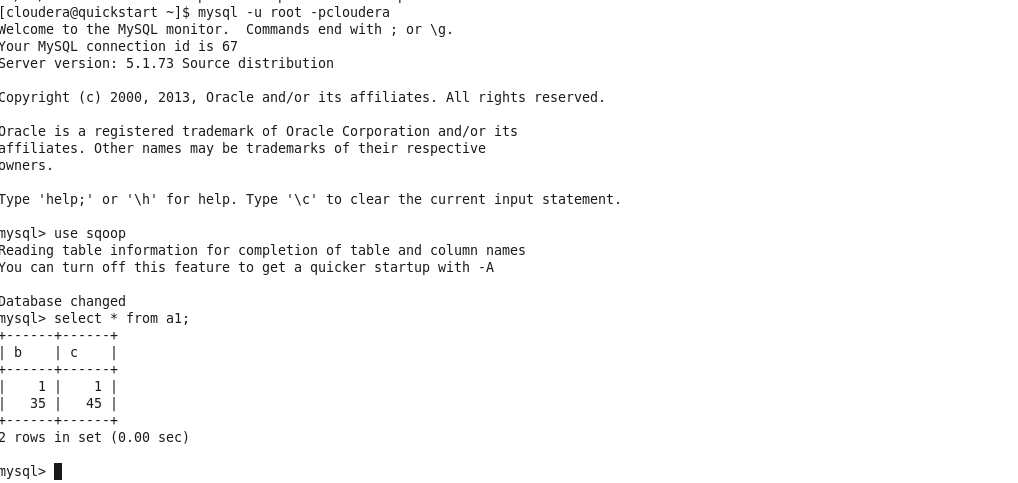 [cloudera@quickstart ~]$ mysql -u root -pcloudera
Welcome to the MySQL monitor.  Commands end with ; or \g.
Your MySQL connection id is 67
Server version: 5.1.73 Source distribution

Copyright (c) 2000, 2013, Oracle and/or its affiliates. All rights reserved.

Oracle is a registered trademark of Oracle Corporation and/or its
affiliates. Other names may be trademarks of their respective
owners.

Type 'help;' or '\h' for help. Type '\c' to clear the current input statement.

mysql> use sqoop
Reading table information for completion of table and column names
You can turn off this feature to get a quicker startup with -A

Database changed
mysql> select * from a1;
+------+------+
| b    | c    |
+------+------+
|    1 |    1 |
|   35 |   45 |
+------+------+
2 rows in set (0.00 sec)

mysql>